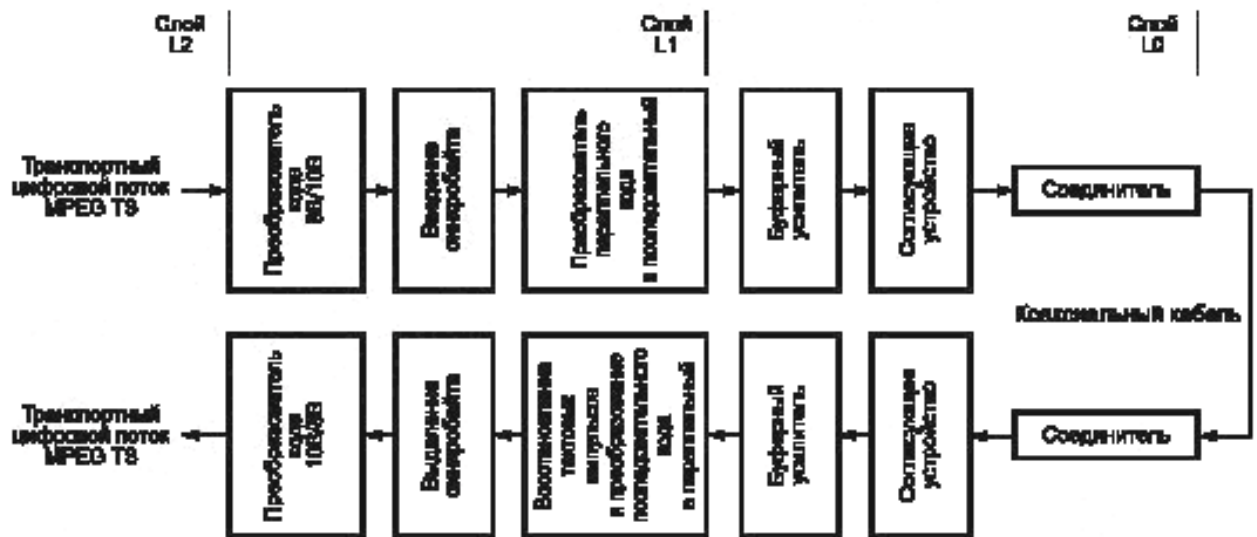 Слой
L2
Слой
L1
Слой
L0
Транспортный
цифровой поток
MPEG TS
Преобразователь
кода
8B/10B
Введение
синхробайта
Преобразователь
параллельного
кода
в последовательный
Буферный
усилитель
Согласующее
устройство
Соединитель
Коаксиальный кабель
Транспортный
цифровой поток
MPEG TS
Преобразователь
кода
10B/8B
Выделение
синхробайта
Восстановление
тактовых
импульсов
и преобразование
последовательного
кода
в параллельный
Буферный
усилитель
Согласующее
устройство
Соединитель